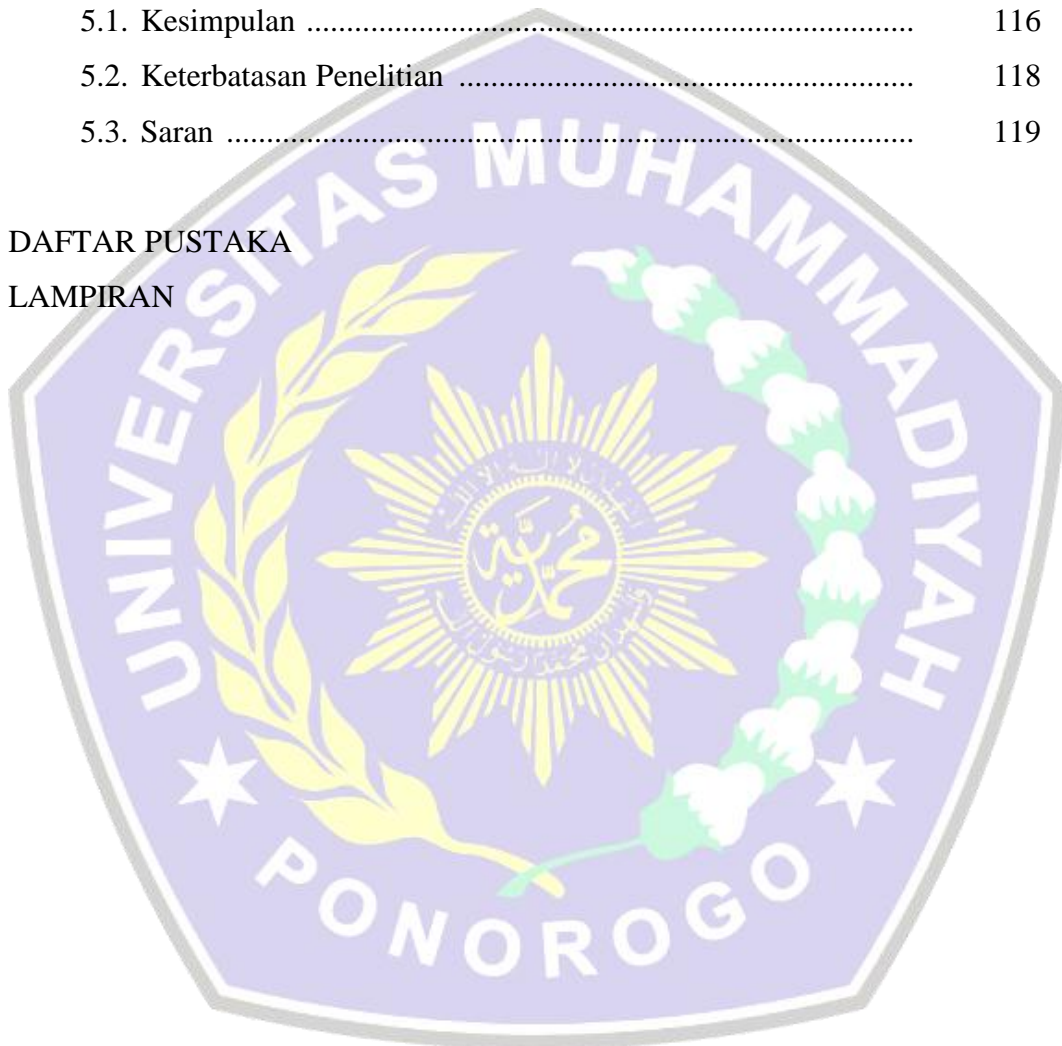 5.1. Kesimpulan ............................................................................. 116
5.2. Keterbatasan Penelitian ......................................................... 118
5.3. Saran ....................................................................................... 119
DAFTAR PUSTAKA
LAMPIRAN
UNIVERSITAS MUHAMMADIYAH
PONOROGO
محمدية